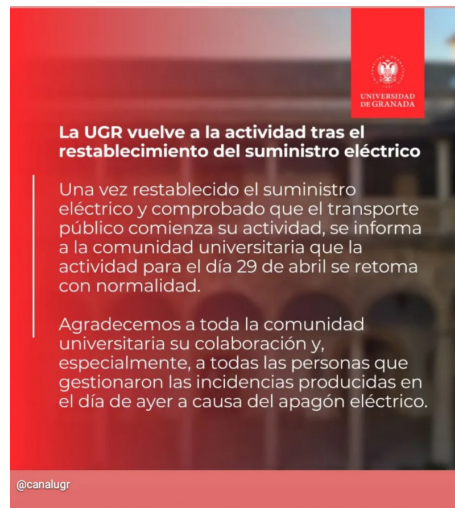 UNIVERSIDAD
DE GRANADA
La UGR vuelve a la actividad tras el
restablecimiento del suministro eléctrico
Una vez restablecido el suministro
eléctrico y comprobado que el transporte
público comienza su actividad, se informa
a la comunidad universitaria que la
actividad para el día 29 de abril se retoma
con normalidad.
Agradecemos a toda la comunidad
universitaria su colaboración y,
especialmente, a todas las personas que
gestionaron las incidencias producidas en
el día de ayer a causa del apagón eléctrico.
@canalugr